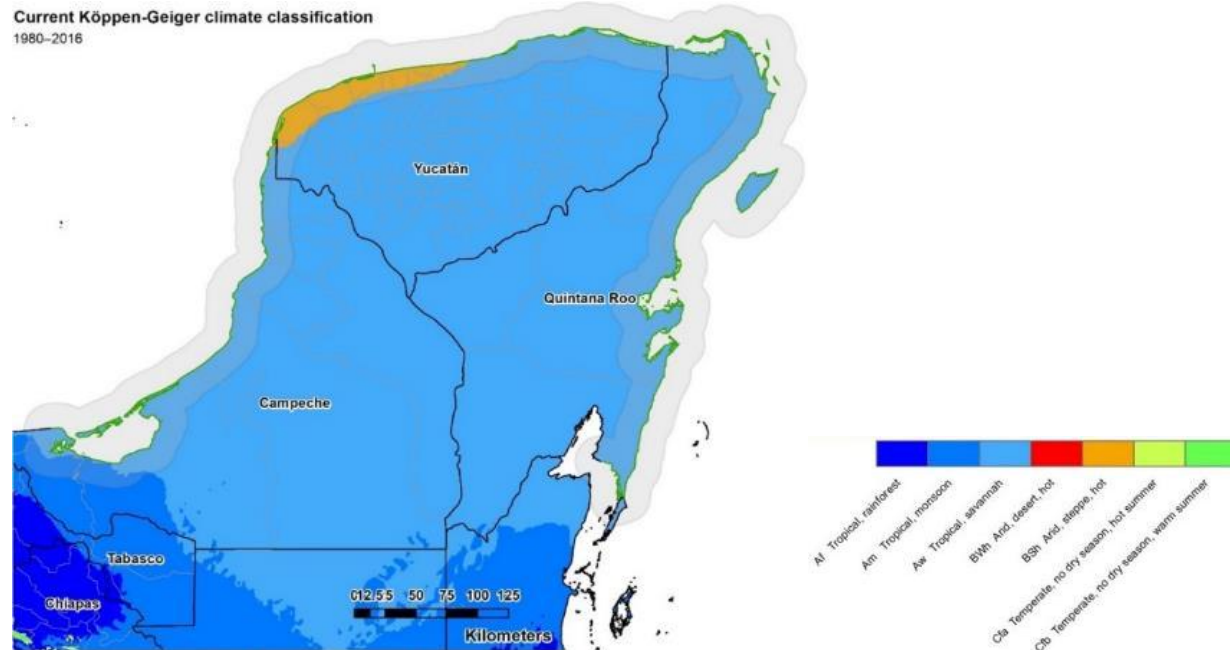 Current Köppen-Geiger climate classification
1980–2016
Yucatán
Quintana Roo
Campeche
Tabasco
Chiapas
0 12.5 5 50 75 100 125
Kilometers
Af Tropical, rainforest
Am Tropical, monsoon
Aw Tropical, savannah
BWh Arid, desert, hot
BSh Arid, steppe, hot
Cfa Temperate, no dry season, hot summer
Cfb Temperate, no dry season, warm summer